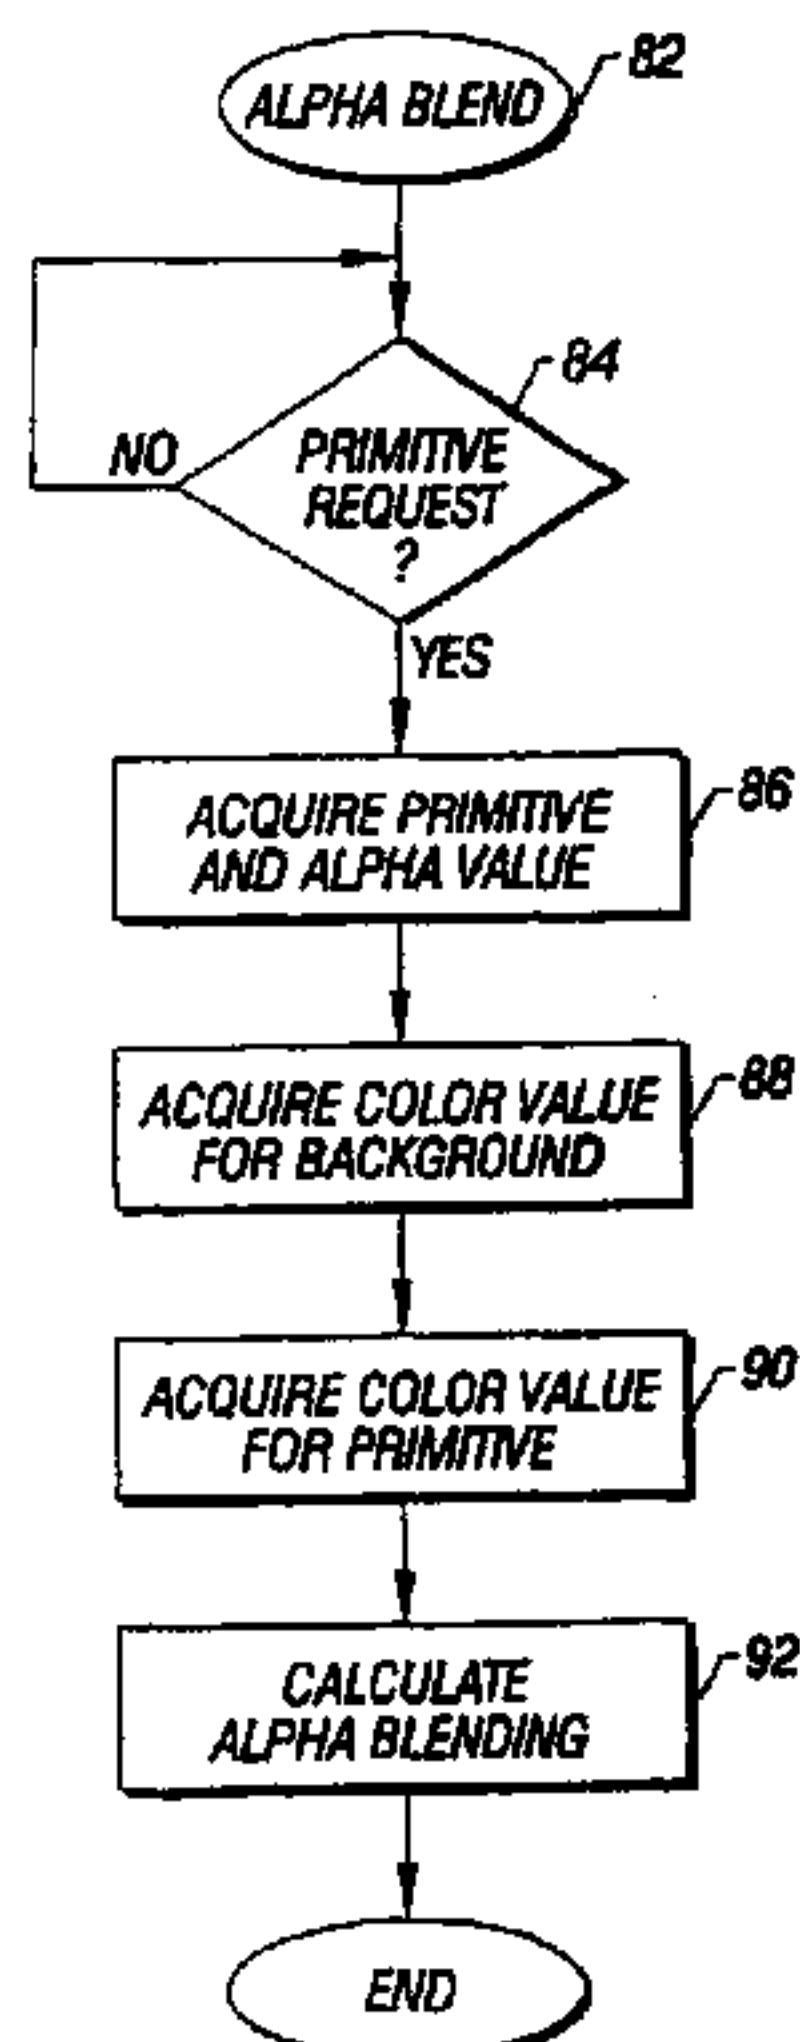 ALPHA BLEND
82
84
PRIMITIVE
REQUEST
?
NO
YES
ACQUIRE PRIMITIVE
AND ALPHA VALUE
86
ACQUIRE COLOR VALUE
FOR BACKGROUND
88
ACQUIRE COLOR VALUE
FOR PRIMITIVE
90
CALCULATE
ALPHA BLENDING
92
END